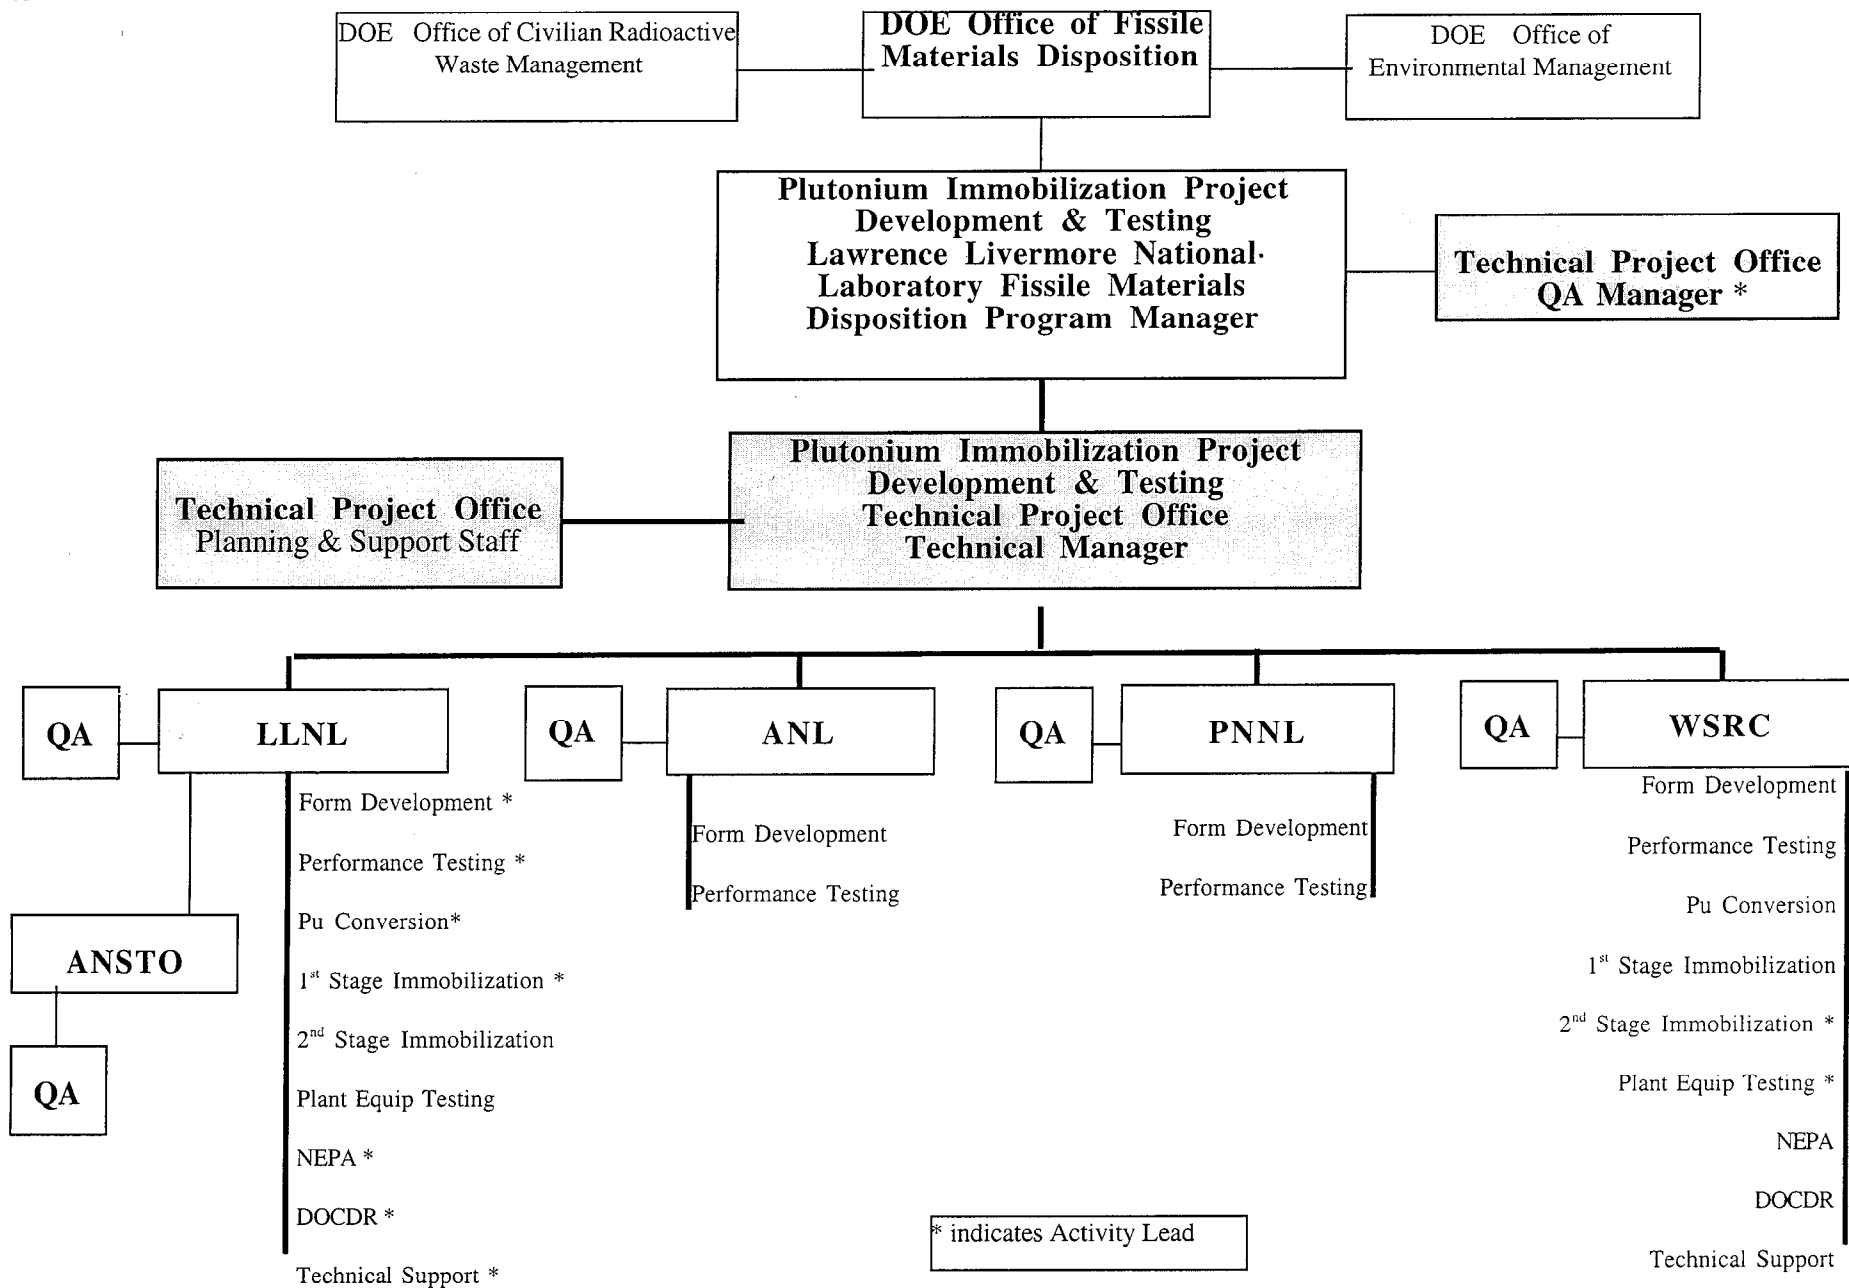 DOE Office of Civilian Radioactive
Waste Management
DOE Office of Fissile
Materials Disposition
DOE Office of
Environmental Management
Plutonium Immobilization Project
Development & Testing
Lawrence Livermore National
Laboratory Fissile Materials
Disposition Program Manager
Technical Project Office
QA Manager *
Plutonium Immobilization Project
Development & Testing
Technical Project Office
Technical Manager
Technical Project Office
Planning & Support Staff
QA
LLNL
QA
ANL
QA
PNNL
QA
WSRC
Form Development *
Performance Testing *
Pu Conversion*
1st Stage Immobilization *
2nd Stage Immobilization
Plant Equip Testing
NEPA *
DOCDR *
Technical Support *
ANSTO
QA
Form Development
Performance Testing
Form Development
Performance Testing
Form Development
Performance Testing
Pu Conversion
1st Stage Immobilization
2nd Stage Immobilization *
Plant Equip Testing *
NEPA
DOCDR
Technical Support
* indicates Activity Lead